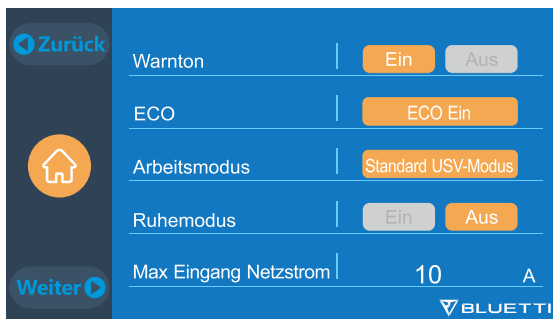 Zurück
Warnton Ein Aus
ECO ECO Ein
Arbeitsmodus Standard USV-Modus
Ruhemodus Ein Aus
Max Eingang Netzstrom 10 A
Weiter
BLUETTI